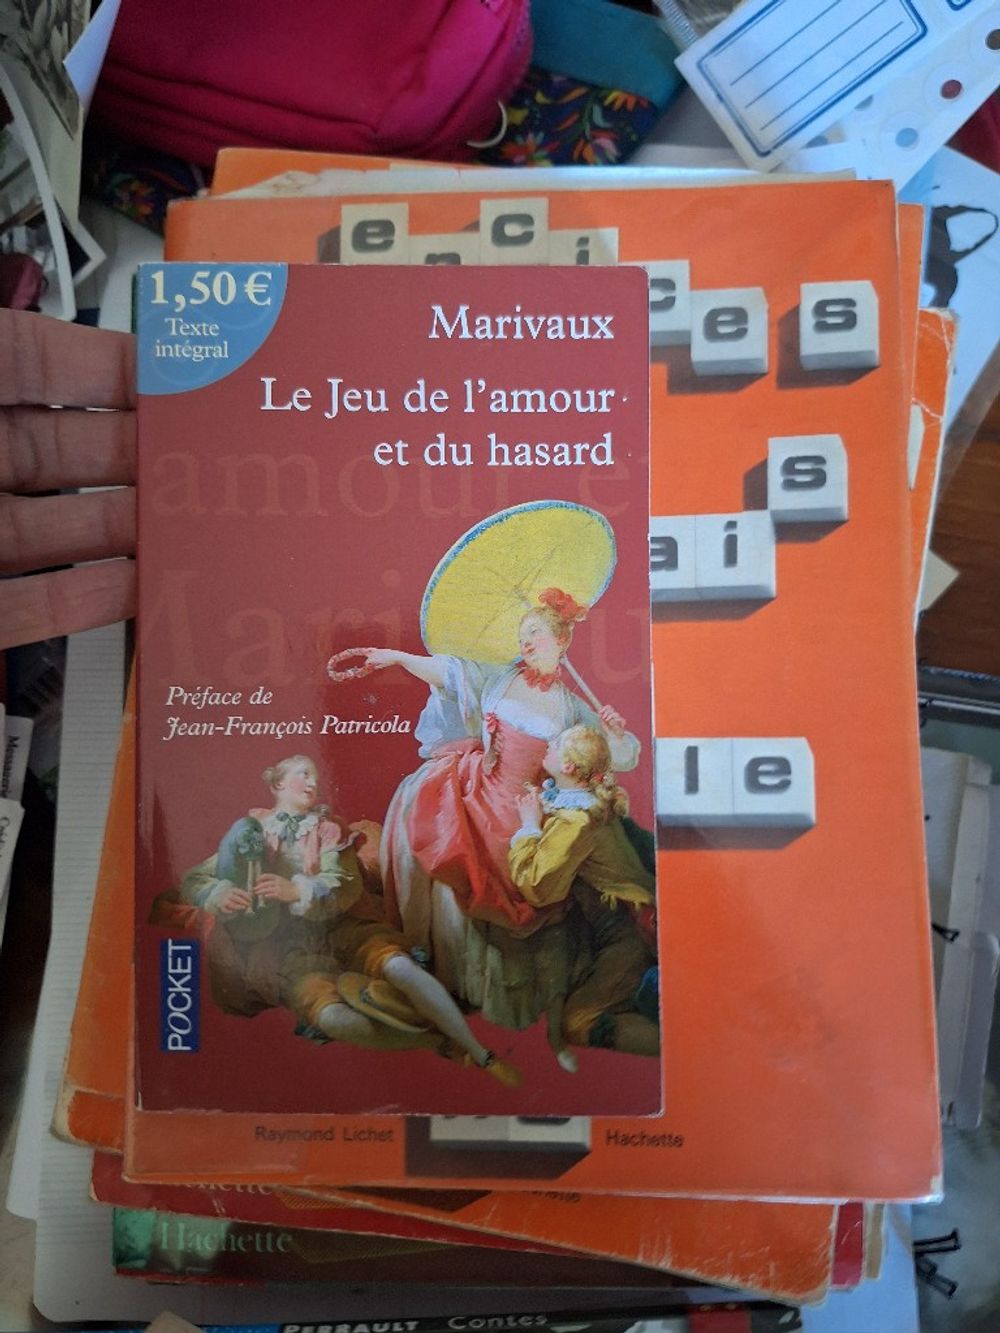 1,50 €
Texte
intégral
Marivaux
Le Jeu de l'amour
et du hasard
Préface de
Jean-François Patricola
POCKET
ces
s
s
ai
le
Raymond Lichet
Hachette
Hachette
PERRAULT Contes